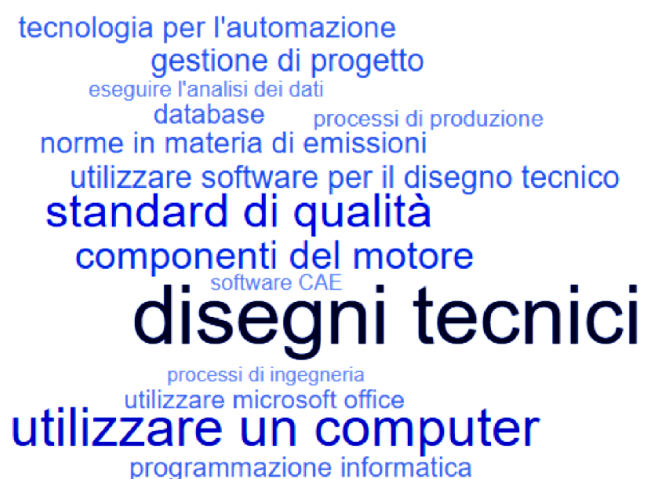 tecnologia per l'automazione
gestione di progetto
eseguire l'analisi dei dati
database
processi di produzione
norme in materia di emissioni
utilizzare software per il disegno tecnico
standard di qualità
componenti del motore
software CAE
disegni tecnici
processi di ingegneria
utilizzare microsoft office
utilizzare un computer
programmazione informatica